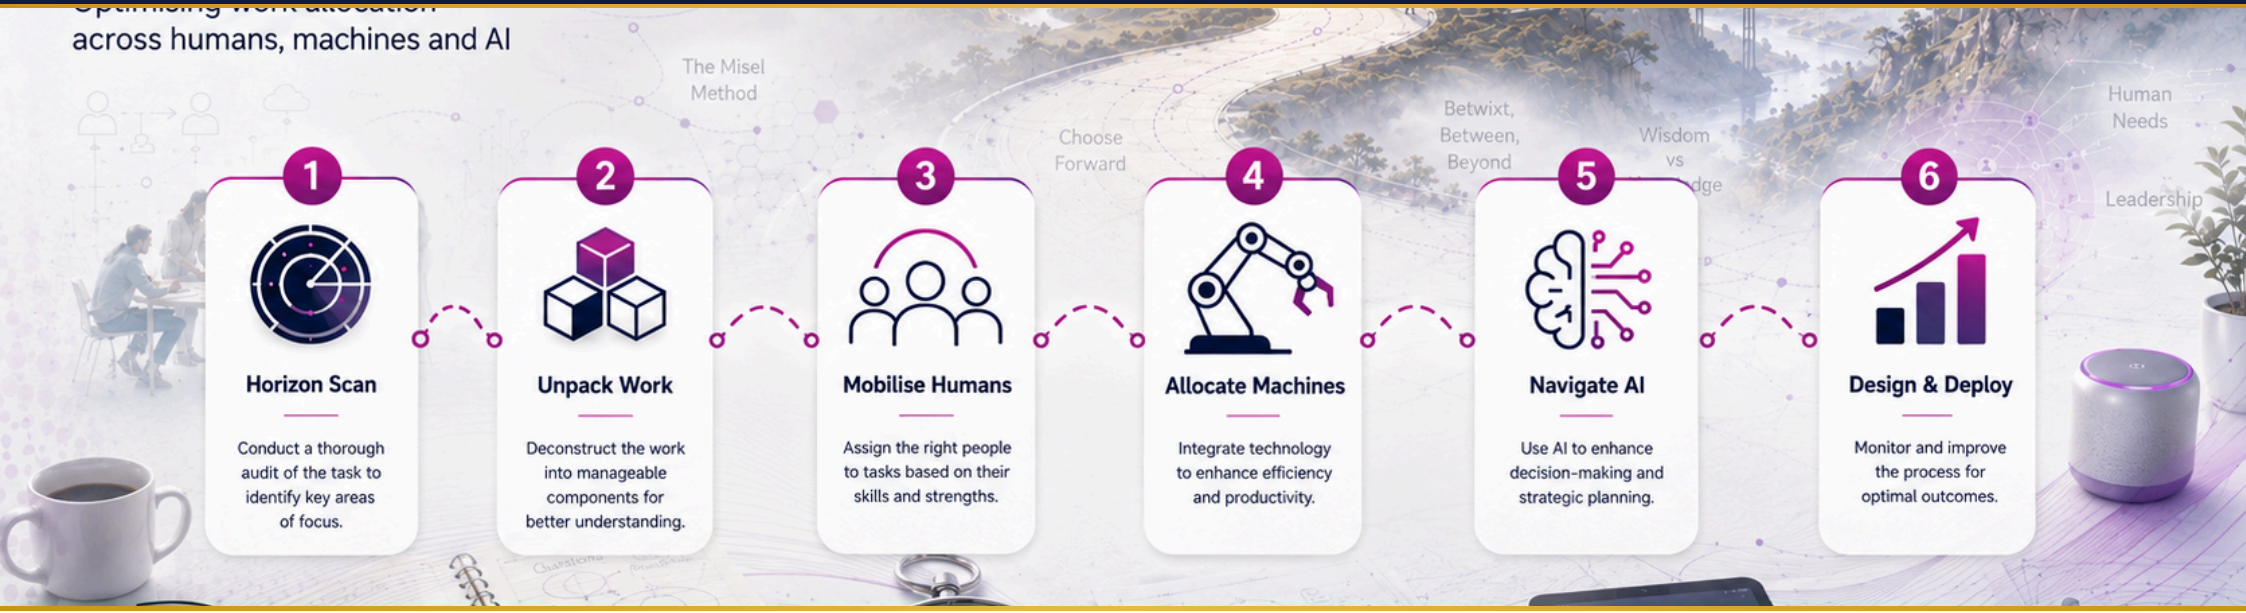 Optimising work allocation
across humans, machines and AI
The Misel
Method
Choose
Forward
Betwixt,
Between,
Beyond
Wisdom
vs
Human
Needs
Leadership
1
Horizon Scan
Conduct a thorough
audit of the task to
identify key areas
of focus.
2
Unpack Work
Deconstruct the work
into manageable
components for
better understanding.
3
Mobilise Humans
Assign the right people
to tasks based on their
skills and strengths.
4
Allocate Machines
Integrate technology
to enhance efficiency
and productivity.
5
Navigate AI
Use AI to enhance
decision-making and
strategic planning.
6
Design & Deploy
Monitor and improve
the process for
optimal outcomes.